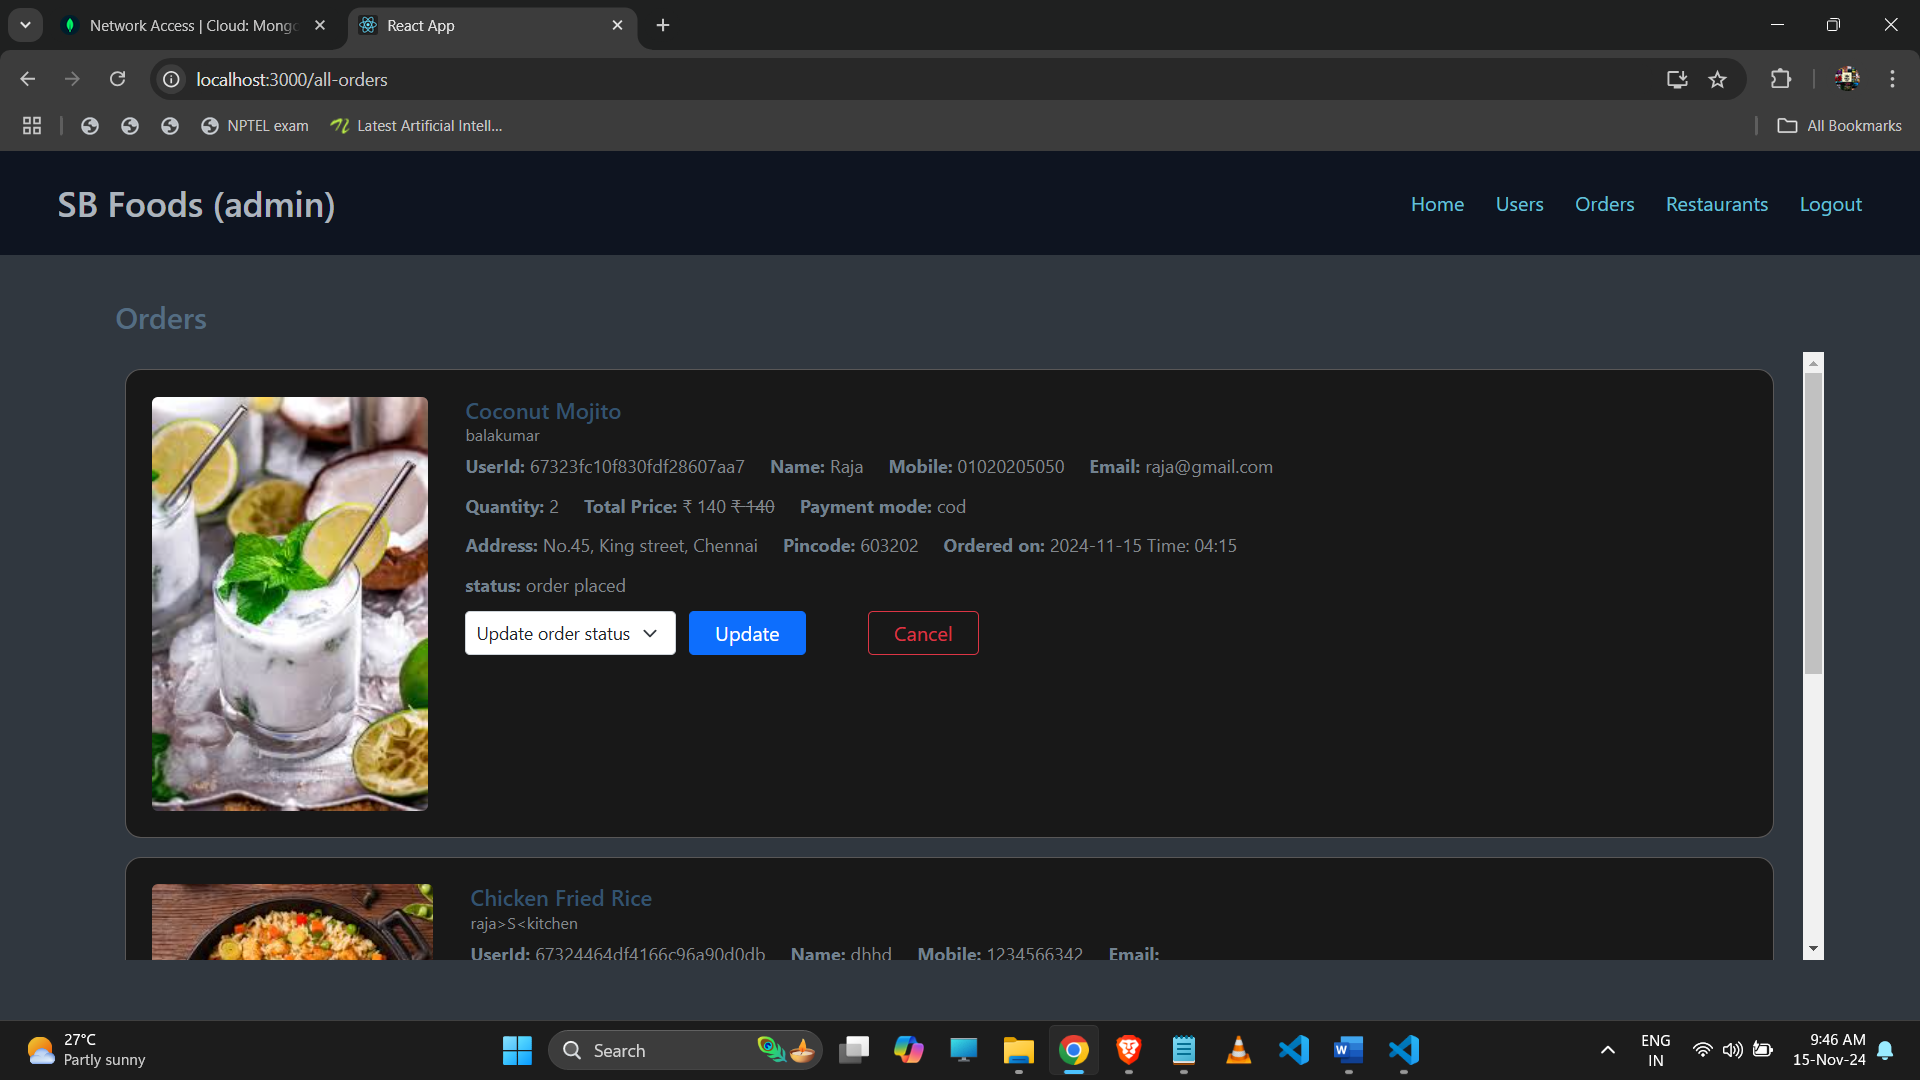 Network Access | Cloud: Mongo
React App
localhost:3000/all-orders
NPTEL exam
Latest Artificial Intell...
All Bookmarks
SB Foods (admin)
Home Users Orders Restaurants Logout
Orders
Coconut Mojito
balakumar
UserId: 67323fc10f830fdf28607aa7 Name: Raja Mobile: 01020205050 Email: raja@gmail.com
Quantity: 2 Total Price: ₹ 140 ₹ 140 Payment mode: cod
Address: No.45, King street, Chennai Pincode: 603202 Ordered on: 2024-11-15 Time: 04:15
status: order placed
Update order status Update Cancel
Chicken Fried Rice
raja>S<kitchen
UserId: 67324464df4166c96a90d0db Name: dhhd Mobile: 1234566342 Email:
27°C
Partly sunny
Search
ENG
IN
9:46 AM
15-Nov-24